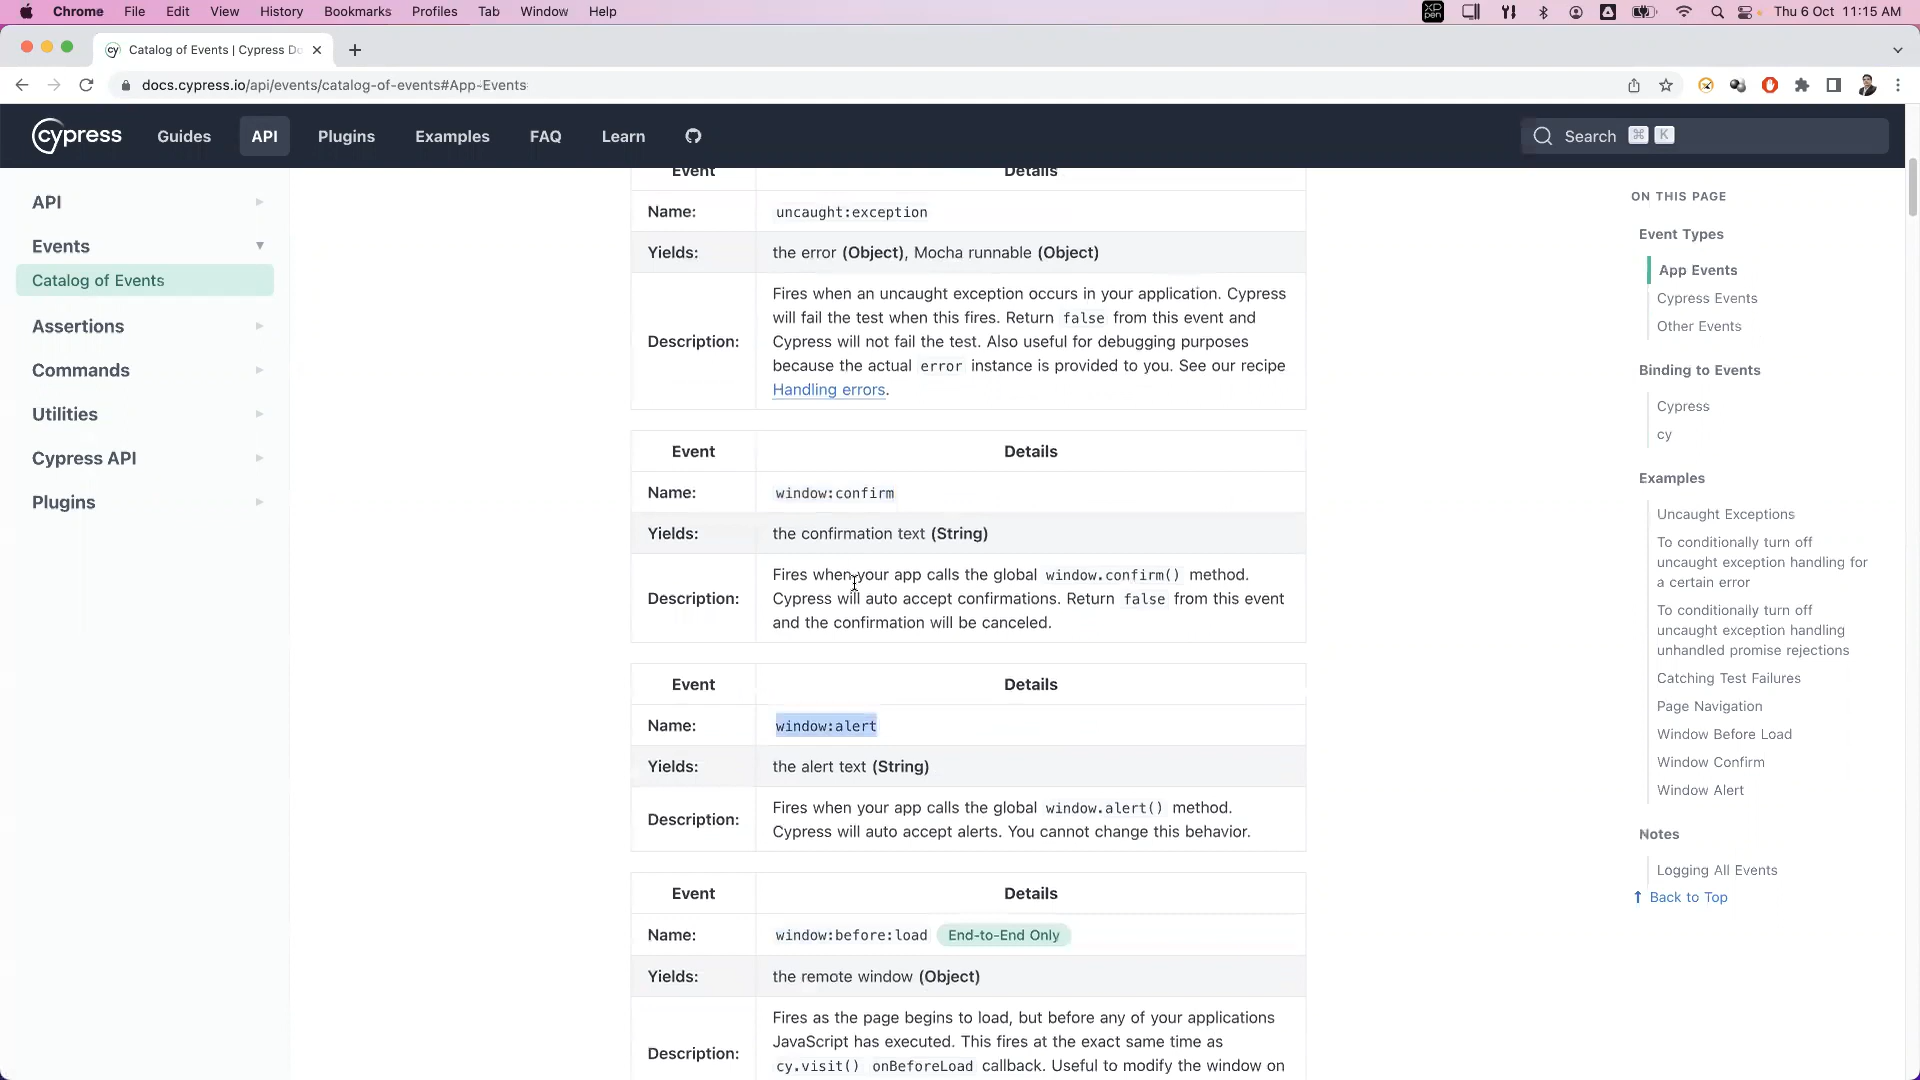 Chrome File Edit View History Bookmarks Profiles Tab Window Help
XP
pen
Thu 6 Oct 11:15 AM
cy Catalog of Events | Cypress Do
docs.cypress.io/api/events/catalog-of-events#App-Events
cypress Guides API Plugins Examples FAQ Learn
Search ⌘ K
API
Events
Catalog of Events
Assertions
Commands
Utilities
Cypress API
Plugins
Event Details
Name: uncaught:exception
Yields: the error (Object), Mocha runnable (Object)
Description:
Fires when an uncaught exception occurs in your application. Cypress
will fail the test when this fires. Return false from this event and
Cypress will not fail the test. Also useful for debugging purposes
because the actual error instance is provided to you. See our recipe
Handling errors.
Event Details
Name: window:confirm
Yields: the confirmation text (String)
Description:
Fires when your app calls the global window.confirm() method.
Cypress will auto accept confirmations. Return false from this event
and the confirmation will be canceled.
Event Details
Name: window:alert
Yields: the alert text (String)
Description:
Fires when your app calls the global window.alert() method.
Cypress will auto accept alerts. You cannot change this behavior.
Event Details
Name: window:before:load End-to-End Only
Yields: the remote window (Object)
Description:
Fires as the page begins to load, but before any of your applications
JavaScript has executed. This fires at the exact same time as
cy.visit() onBeforeLoad callback. Useful to modify the window on
ON THIS PAGE
Event Types
App Events
Cypress Events
Other Events
Binding to Events
Cypress
cy
Examples
Uncaught Exceptions
To conditionally turn off
uncaught exception handling for
a certain error
To conditionally turn off
uncaught exception handling
unhandled promise rejections
Catching Test Failures
Page Navigation
Window Before Load
Window Confirm
Window Alert
Notes
Logging All Events
↑ Back to Top